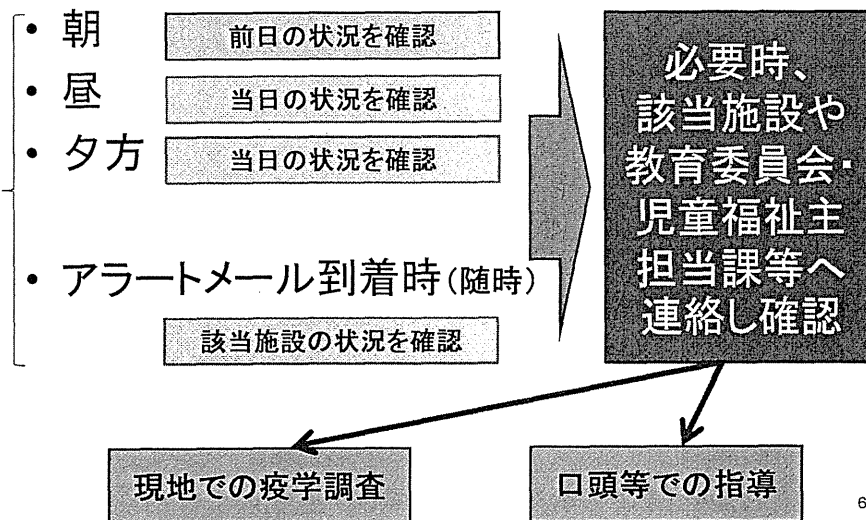 • 朝
前日の状況を確認
• 昼
当日の状況を確認
• 夕方
当日の状況を確認
• アラートメール到着時(随時)
該当施設の状況を確認
必要時、
該当施設や
教育委員会・
児童福祉主
担当課等へ
連絡し確認
現地での疫学調査
口頭等での指導
6